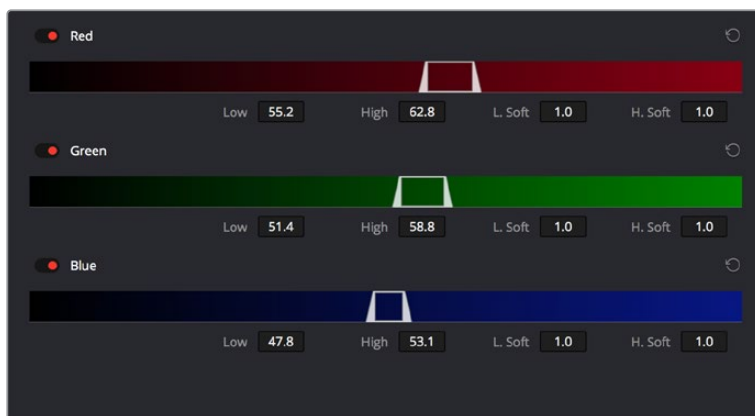 Red
Low 55.2 High 62.8 L. Soft 1.0 H. Soft 1.0
Green
Low 51.4 High 58.8 L. Soft 1.0 H. Soft 1.0
Blue
Low 47.8 High 53.1 L. Soft 1.0 H. Soft 1.0